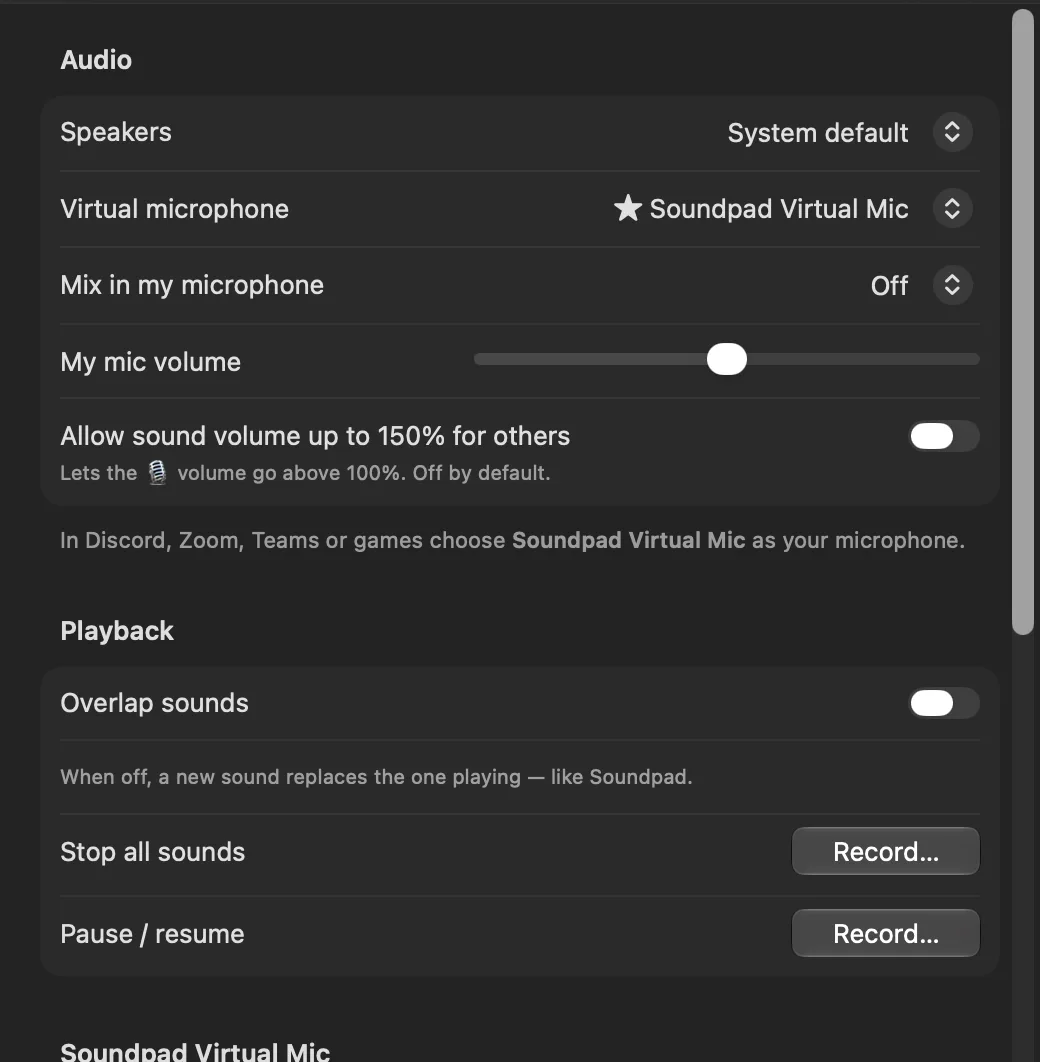 Audio
Speakers
System default
Virtual microphone
★ Soundpad Virtual Mic
Mix in my microphone
Off
My mic volume
Allow sound volume up to 150% for others
Lets the 🎙 volume go above 100%. Off by default.
In Discord, Zoom, Teams or games choose Soundpad Virtual Mic as your microphone.
Playback
Overlap sounds
When off, a new sound replaces the one playing — like Soundpad.
Stop all sounds
Record...
Pause / resume
Record...
Soundpad Virtual Mic